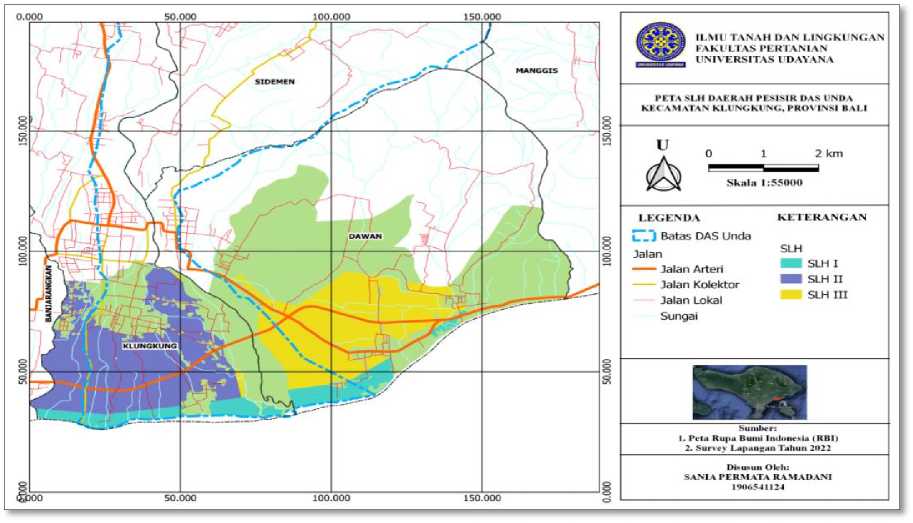 0.000
50.000
100.000
150.000
150.000
150.000
100.000
100.000
50.000
50.000
0.000
0.000
0.000
50.000
100.000
150.000
SIDEMEN
MANGGIS
DAWAN
BANJARANGKAN
KLUNGKUNG
ILMU TANAH DAN LINGKUNGAN
FAKULTAS PERTANIAN
UNIVERSITAS UDAYANA
PETA SLH DAERAH PESISIR DAS UNDA
KECAMATAN KLUNGKUNG, PROVINSI BALI
U
0 1 2 km
Skala 1:55000
LEGENDA
Batas DAS Unda
Jalan
Jalan Arteri
Jalan Kolektor
Jalan Lokal
Sungai
KETERANGAN
SLH
SLH I
SLH II
SLH III
Sumber:
1. Peta Rupa Bumi Indonesia (RBI)
2. Survey Lapangan Tahun 2022
Disusun Oleh:
SANIA PERMATA RAMADANI
1906541124